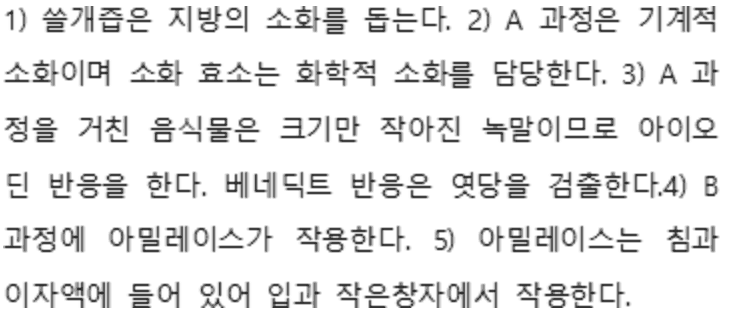 1) 쓸개즙은 지방의 소화를 돕는다. 2) A 과정은 기계적
소화이며 소화 효소는 화학적 소화를 담당한다. 3) A 과
정을 거친 음식물은 크기만 작아진 녹말이므로 아이오
딘 반응을 한다. 베네딕트 반응은 엿당을 검출한다.4) B
과정에 아밀레이스가 작용한다. 5) 아밀레이스는 침과
이자액에 들어 있어 입과 작은창자에서 작용한다.